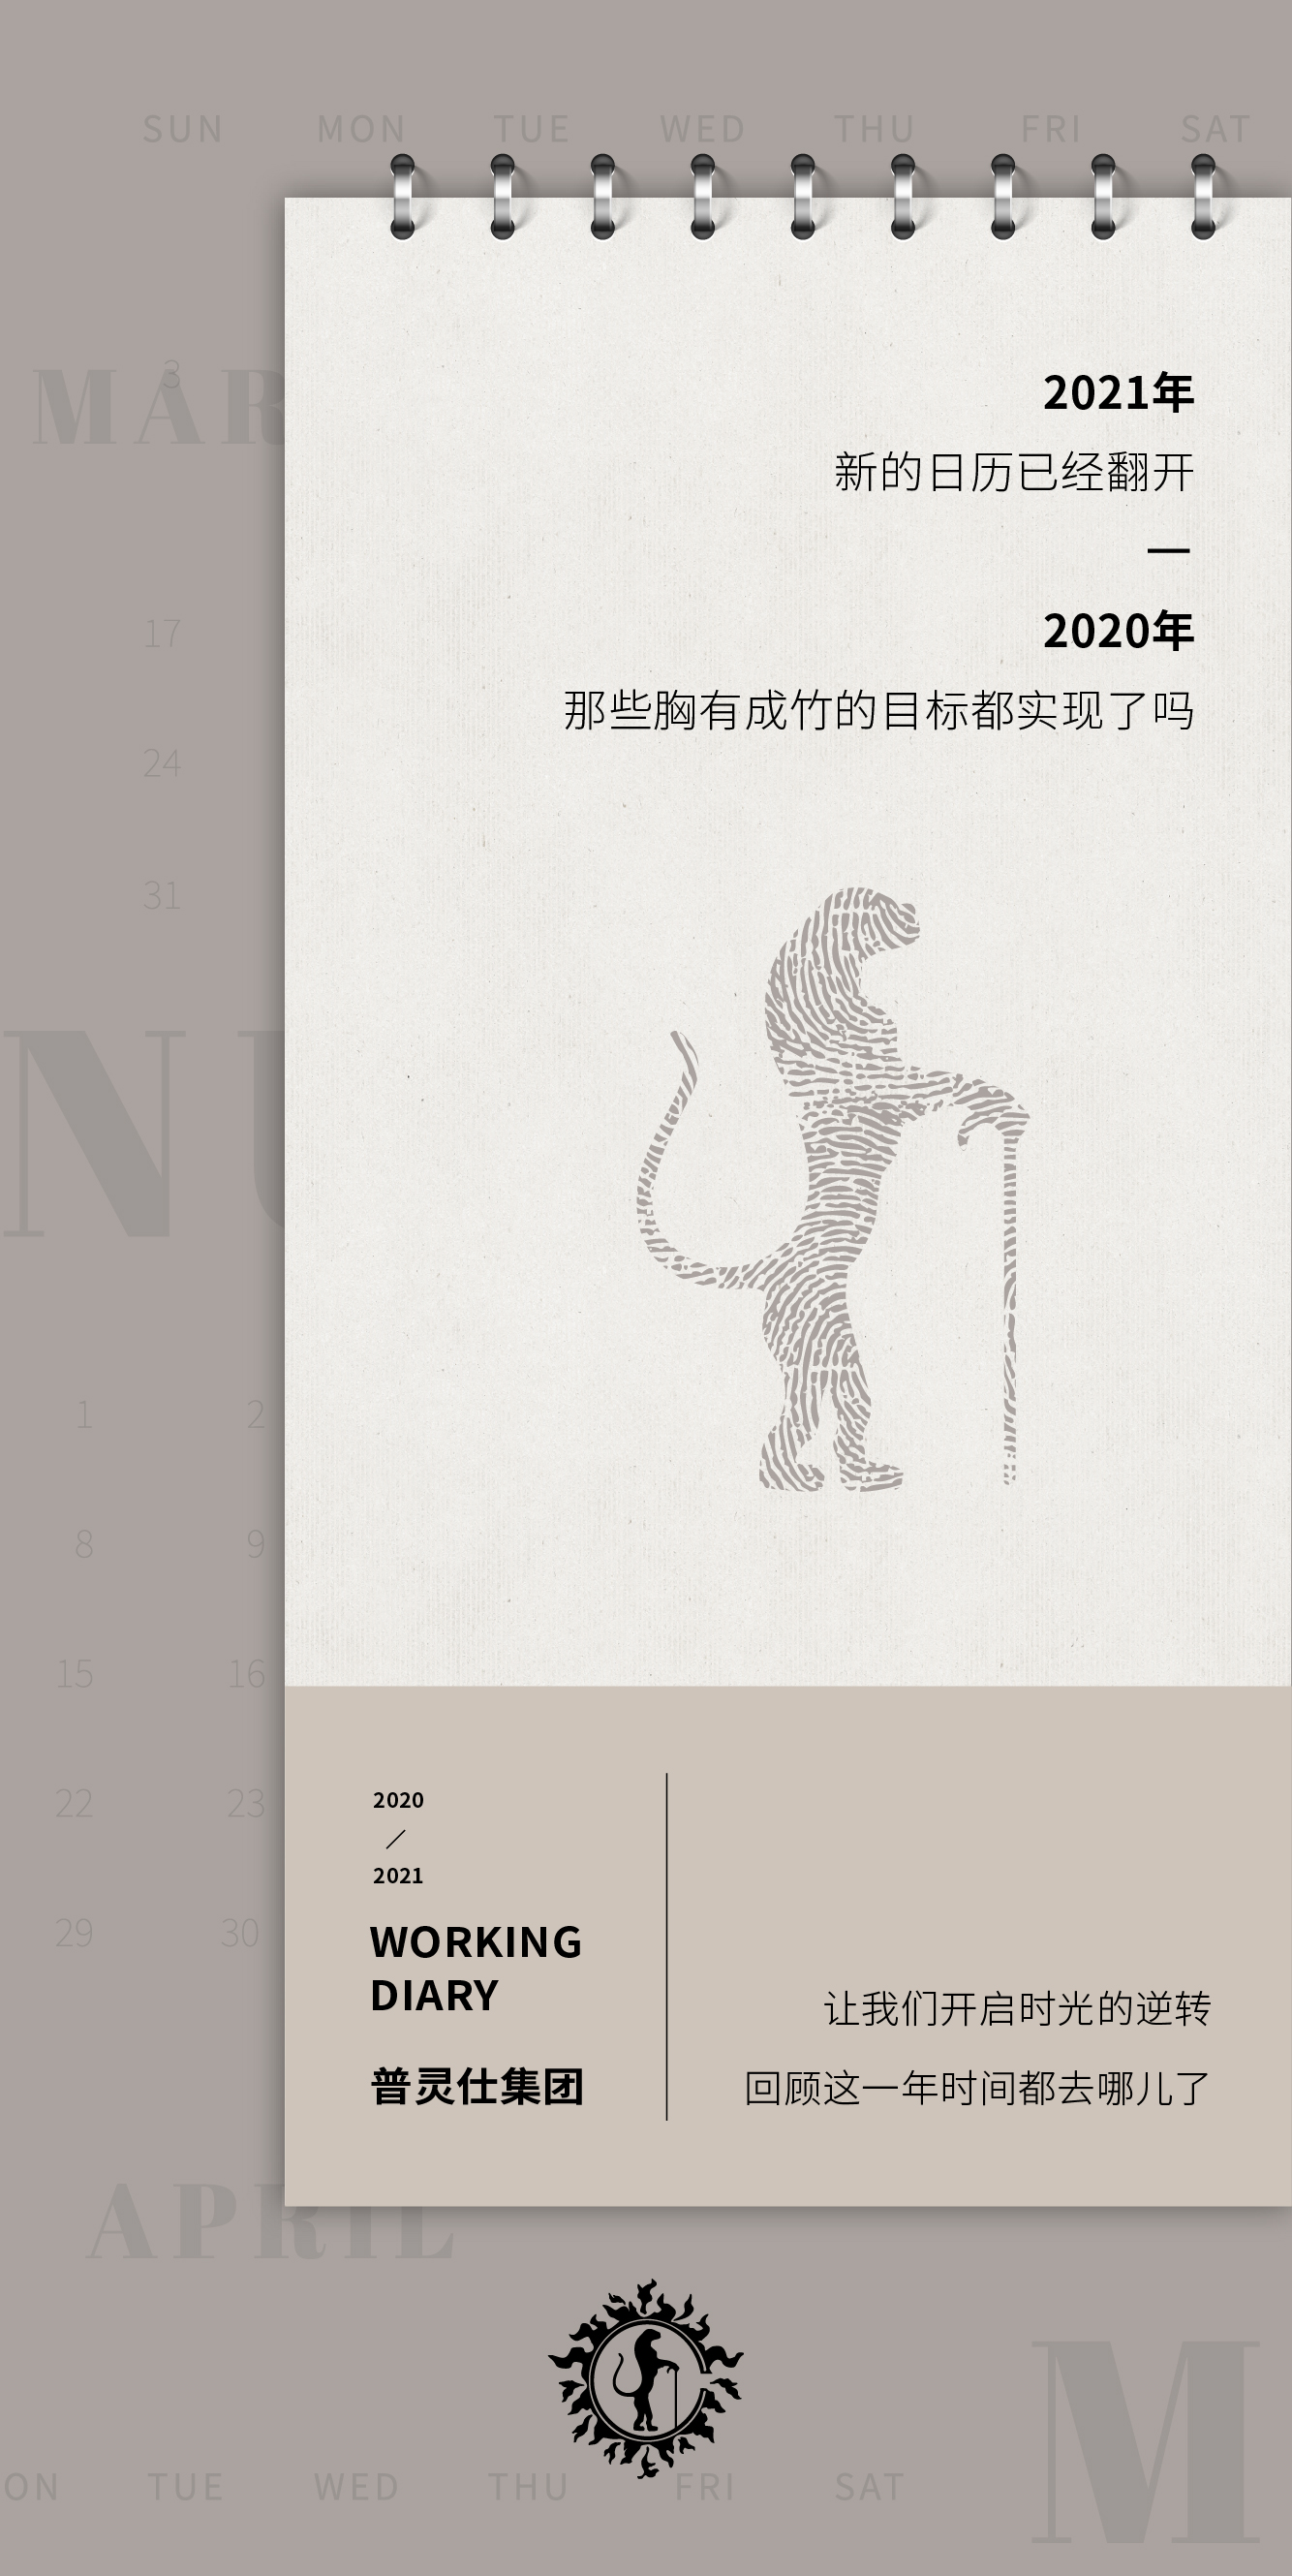 SUN MON TUE WED THU FRI SAT
3
MAR
2021年
新的日历已经翻开
—
2020年
那些胸有成竹的目标都实现了吗
17
24
31
NU
1 2
8 9
15 16
22 23
29 30
2020
/
2021
WORKING
DIARY
普灵仕集团
让我们开启时光的逆转
回顾这一年时间都去哪儿了
APRIL
M
ON TUE WED THU FRI SAT